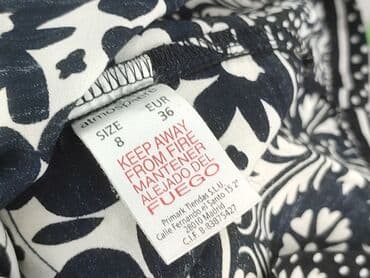 atmosphere
SIZE EUR
8 36
KEEP AWAY
FROM FIRE
MANTENER
ALEJADO DEL
FUEGO
Primark Tiendas S.L.U.
Calle Fernando el Santo 15 2º
28010 Madrid
C.I.F. B-83875427